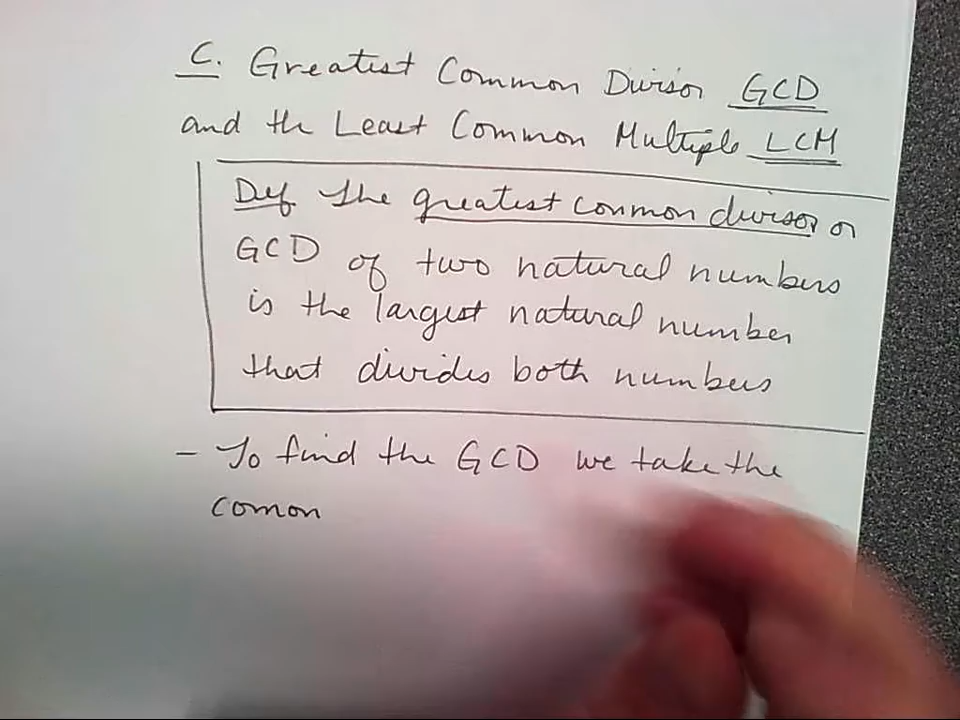 C. Greatest Common Divisor GCD
and the Least Common Multiple LCM
Def The greatest common divisor or
GCD of two natural numbers
is the largest natural number
that divides both numbers
- To find the GCD we take the
comon